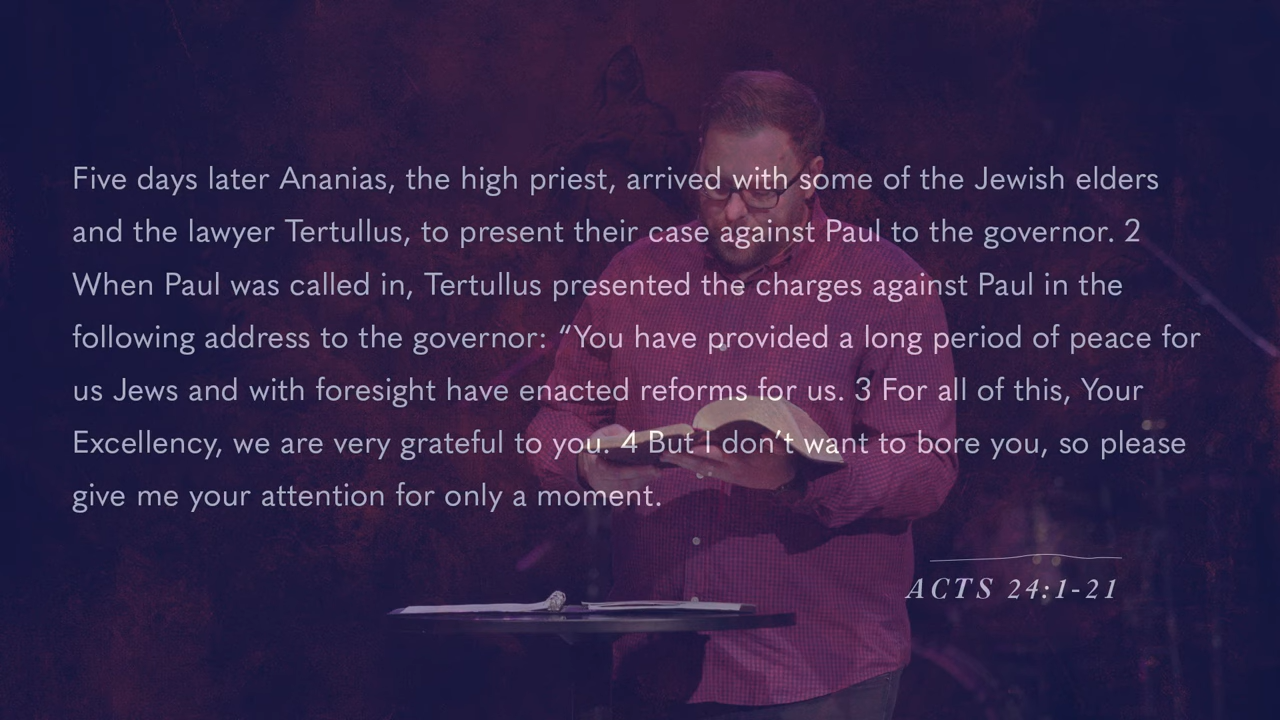 Five days later Ananias, the high priest, arrived with some of the Jewish elders
and the lawyer Tertullus, to present their case against Paul to the governor. 2
When Paul was called in, Tertullus presented the charges against Paul in the
following address to the governor: “You have provided a long period of peace for
us Jews and with foresight have enacted reforms for us. 3 For all of this, Your
Excellency, we are very grateful to you. 4 But I don’t want to bore you, so please
give me your attention for only a moment.
ACTS 24:1-21